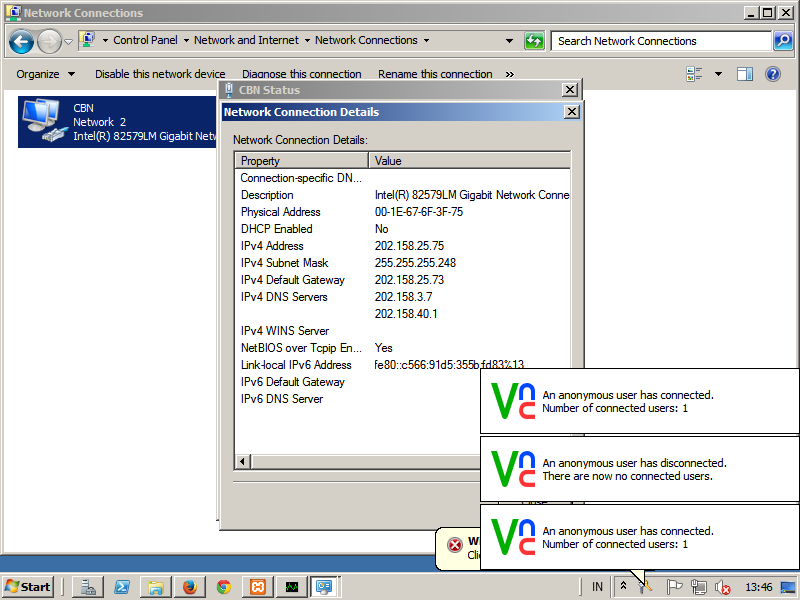 Network Connections
Control Panel
Network and Internet
Network Connections
Search Network Connections
Organize
Disable this network device
Diagnose this connection
Rename this connection
»
CBN
Network 2
Intel(R) 82579LM Gigabit Netw
CBN Status
Network Connection Details
Network Connection Details:
Property Value
Connection-specific DN...
Description Intel(R) 82579LM Gigabit Network Conne
Physical Address 00-1E-67-6F-3F-75
DHCP Enabled No
IPv4 Address 202.158.25.75
IPv4 Subnet Mask 255.255.255.248
IPv4 Default Gateway 202.158.25.73
IPv4 DNS Servers 202.158.3.7
202.158.40.1
IPv4 WINS Server
NetBIOS over Tcpip En... Yes
Link-local IPv6 Address fe80::c566:91d5:355b:fd83%13
IPv6 Default Gateway
IPv6 DNS Server
Vnc
An anonymous user has connected.
Number of connected users: 1
Vnc
An anonymous user has disconnected.
There are now no connected users.
Vnc
An anonymous user has connected.
Number of connected users: 1
Start
IN
13:46